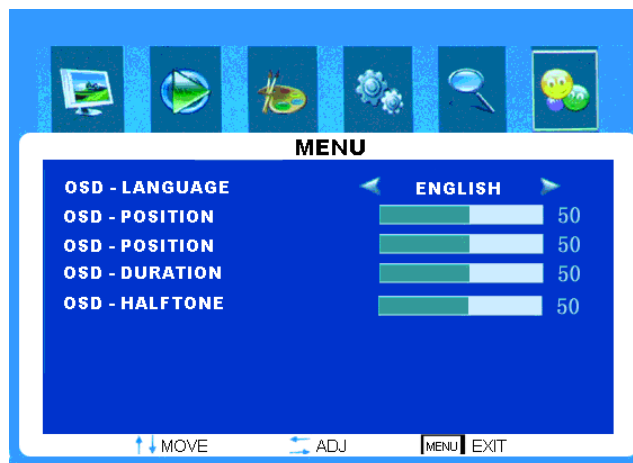 MENU
OSD - LANGUAGE ENGLISH
OSD - POSITION 50
OSD - POSITION 50
OSD - DURATION 50
OSD - HALFTONE 50
MOVE ADJ MENU EXIT